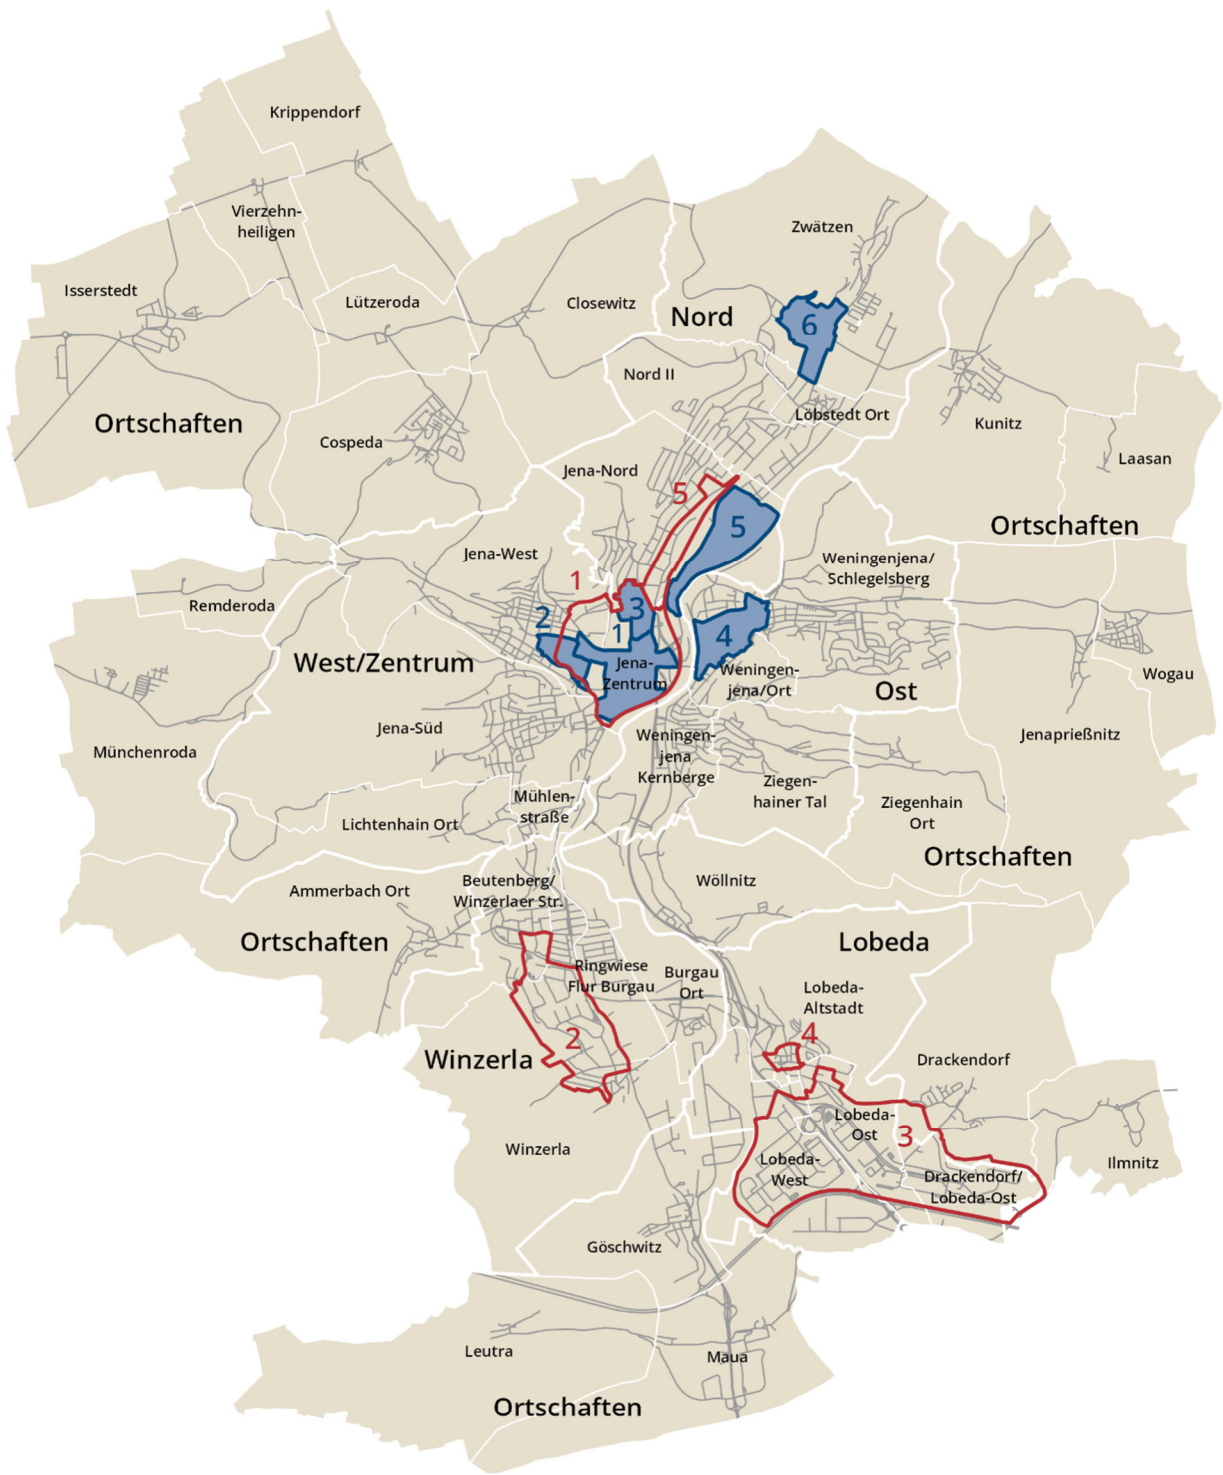 Krippendorf
Vierzehn-
heiligen
Zwätzen
Isserstedt
Lützeroda
Closewitz
Nord
6
Nord II
Löbstedt Ort
Kunitz
Ortschaften
Cospeda
Laasan
Jena-Nord
5
5
Ortschaften
Jena-West
Weningenjena/
Schlegelsberg
1
Remderoda
2
3
1
4
West/Zentrum
Jena-
Zentrum
Weningen-
jena/Ort
Wogau
Ost
Jena-Süd
Weningen-
jena
Kernberge
Jenaprießnitz
Münchenroda
Ziegen-
hainer Tal
Mühlen-
straße
Ziegenhain
Ort
Lichtenhain Ort
Ortschaften
Ammerbach Ort
Beutenberg/
Winzerlaer Str.
Wöllnitz
Ortschaften
Lobeda
Ringwiese
Flur Burgau
Burgau
Ort
Lobeda-
Altstadt
2
4
Winzerla
Drackendorf
Lobeda-
Ost
3
Winzerla
Lobeda-
West
Drackendorf/
Lobeda-Ost
Ilmnitz
Göschwitz
Leutra
Maua
Ortschaften